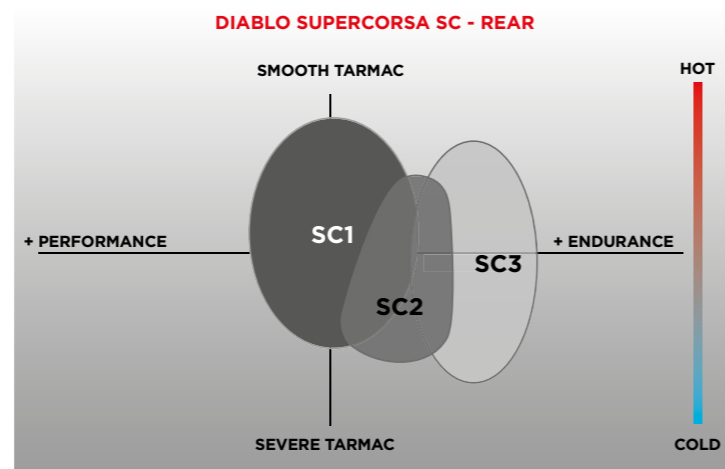 DIABLO SUPERCORSA SC - REAR
SMOOTH TARMAC
HOT
SC1
+ PERFORMANCE
+ ENDURANCE
SC3
SC2
SEVERE TARMAC
COLD